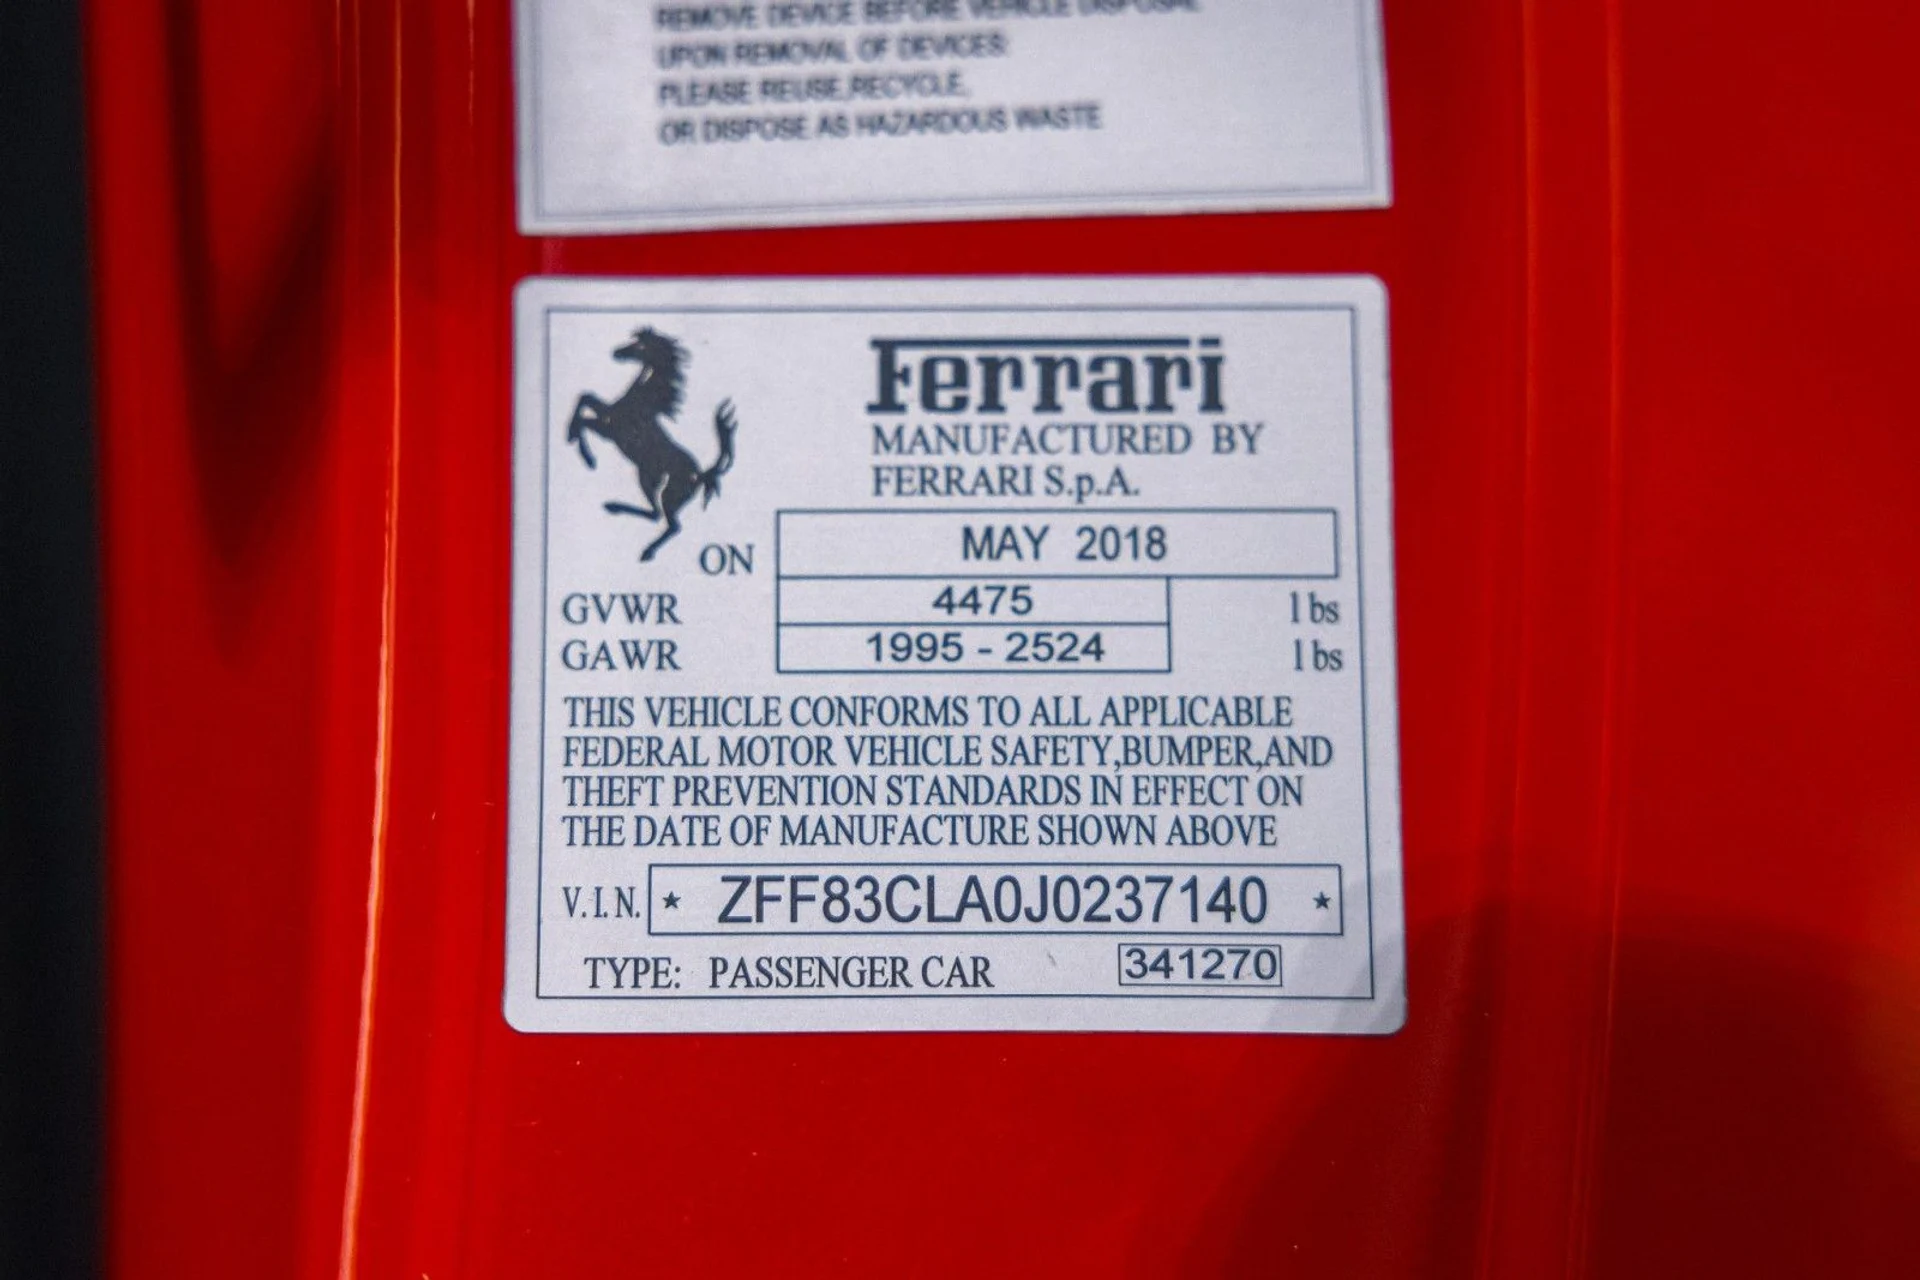 REMOVE DEVICE BEFORE VEHICLE DISPOSAL
UPON REMOVAL OF DEVICES:
PLEASE REUSE,RECYCLE,
OR DISPOSE AS HAZARDOUS WASTE
Ferrari
MANUFACTURED BY
FERRARI S.p.A.
ON MAY 2018
GVWR 4475 lbs
GAWR 1995 - 2524 lbs
THIS VEHICLE CONFORMS TO ALL APPLICABLE
FEDERAL MOTOR VEHICLE SAFETY,BUMPER,AND
THEFT PREVENTION STANDARDS IN EFFECT ON
THE DATE OF MANUFACTURE SHOWN ABOVE
V.I.N. * ZFF83CLA0J0237140 *
TYPE: PASSENGER CAR 341270